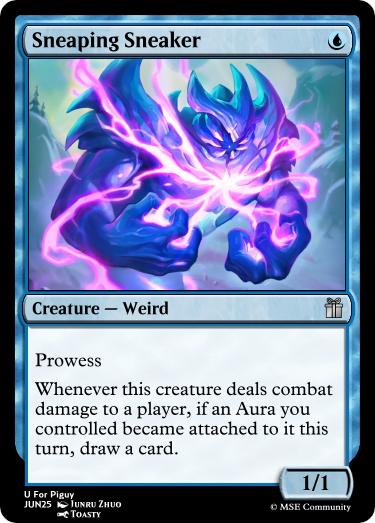 Sneaping Sneaker
Creature — Weird
Prowess
Whenever this creature deals combat
damage to a player, if an Aura you
controlled became attached to it this
turn, draw a card.
1/1
U For Piguy
JUN25 Junru Zhuo
Toasty
© MSE Community